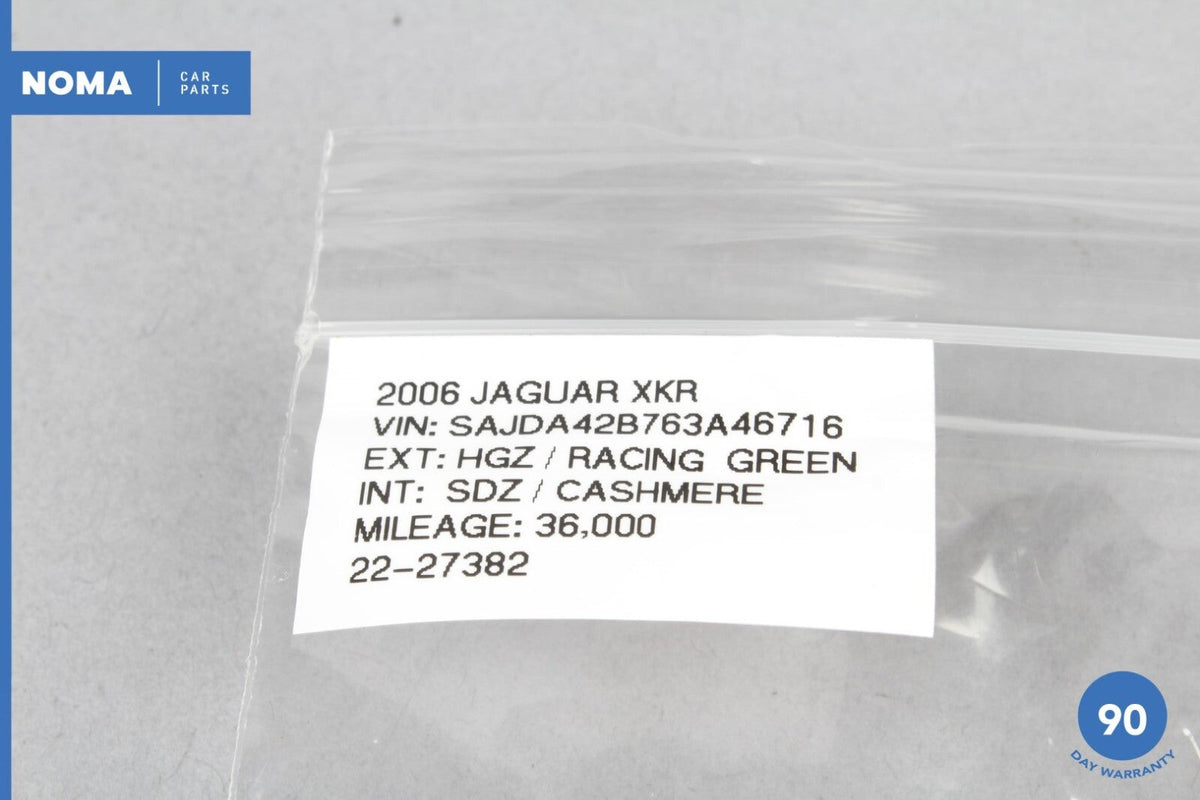 NOMA
CAR
PARTS
2006 JAGUAR XKR
VIN: SAJDA42B763A46716
EXT: HGZ / RACING GREEN
INT: SDZ / CASHMERE
MILEAGE: 36,000
22-27382
90
DAY WARRANTY